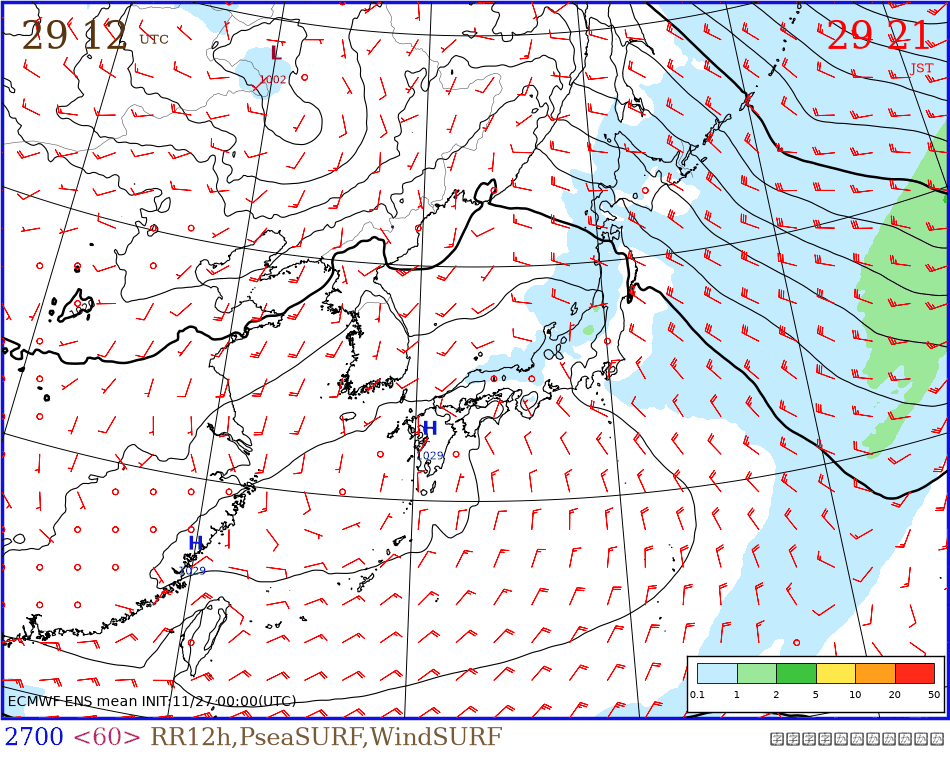 29 12 UTC
29 21
JST
L
1002
H
1029
H
1029
ECMWF ENS mean INIT:11/27.00:00(UTC)
0.1 1 2 5 10 20 50
2700 <60> RR12h,PseaSURF,WindSURF